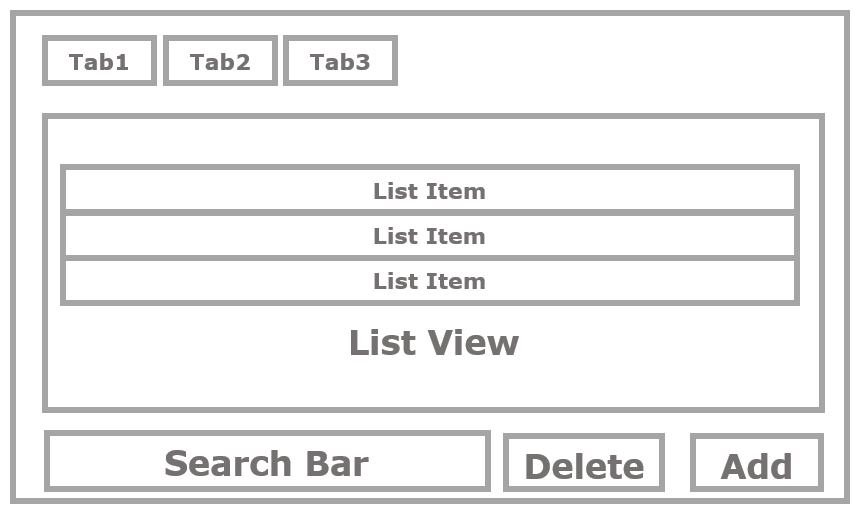 Tab1 Tab2 Tab3
List Item
List Item
List Item
List View
Search Bar Delete Add